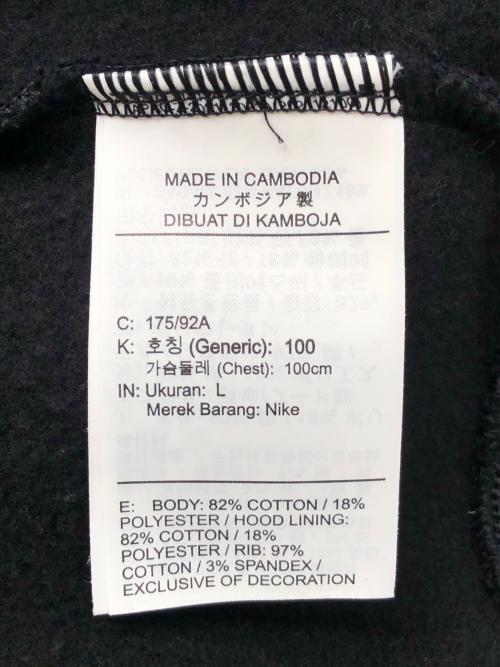 MADE IN CAMBODIA
カンボジア製
DIBUAT DI KAMBOJA
C: 175/92A
K: 호칭 (Generic): 100
가슴둘레 (Chest): 100cm
IN: Ukuran: L
Merek Barang: Nike
E: BODY: 82% COTTON / 18%
POLYESTER / HOOD LINING:
82% COTTON / 18%
POLYESTER / RIB: 97%
COTTON / 3% SPANDEX /
EXCLUSIVE OF DECORATION